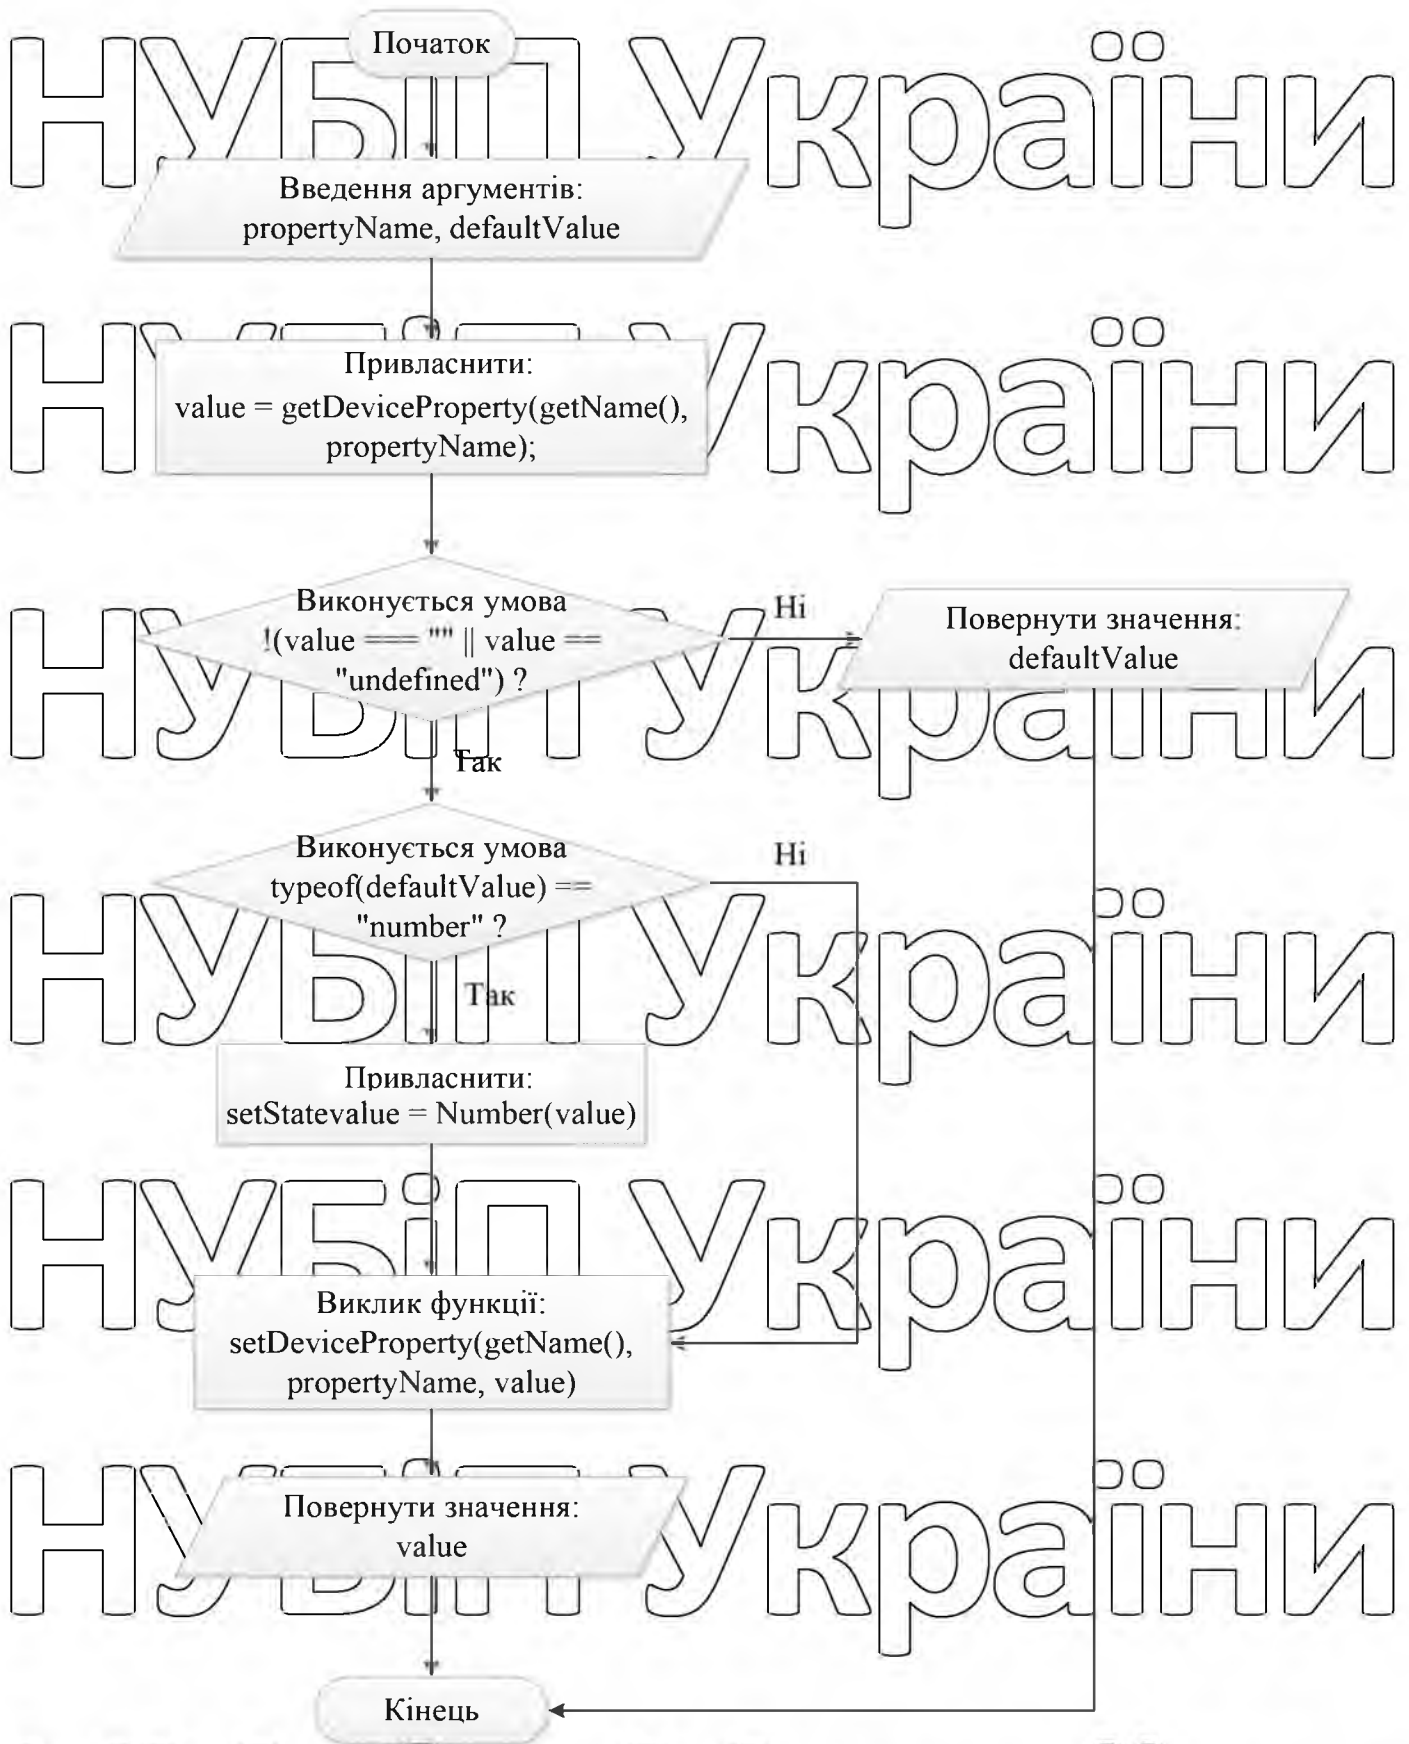 Початок
НУБіП України
Введення аргументів:
propertyName, defaultValue
НУБіП України
Привласнити:
value = getDeviceProperty(getName(),
propertyName);
Виконується умова
!(value === "" || value ==
"undefined") ?
Ні
Повернути значення:
defaultValue
НУБіП України
Так
Виконується умова
typeof(defaultValue) ==
"number" ?
Ні
НУБіП України
Так
Привласнити:
setStatevalue = Number(value)
НУБіП України
Виклик функції:
setDeviceProperty(getName(),
propertyName, value)
НУБіП України
Повернути значення:
value
Кінець